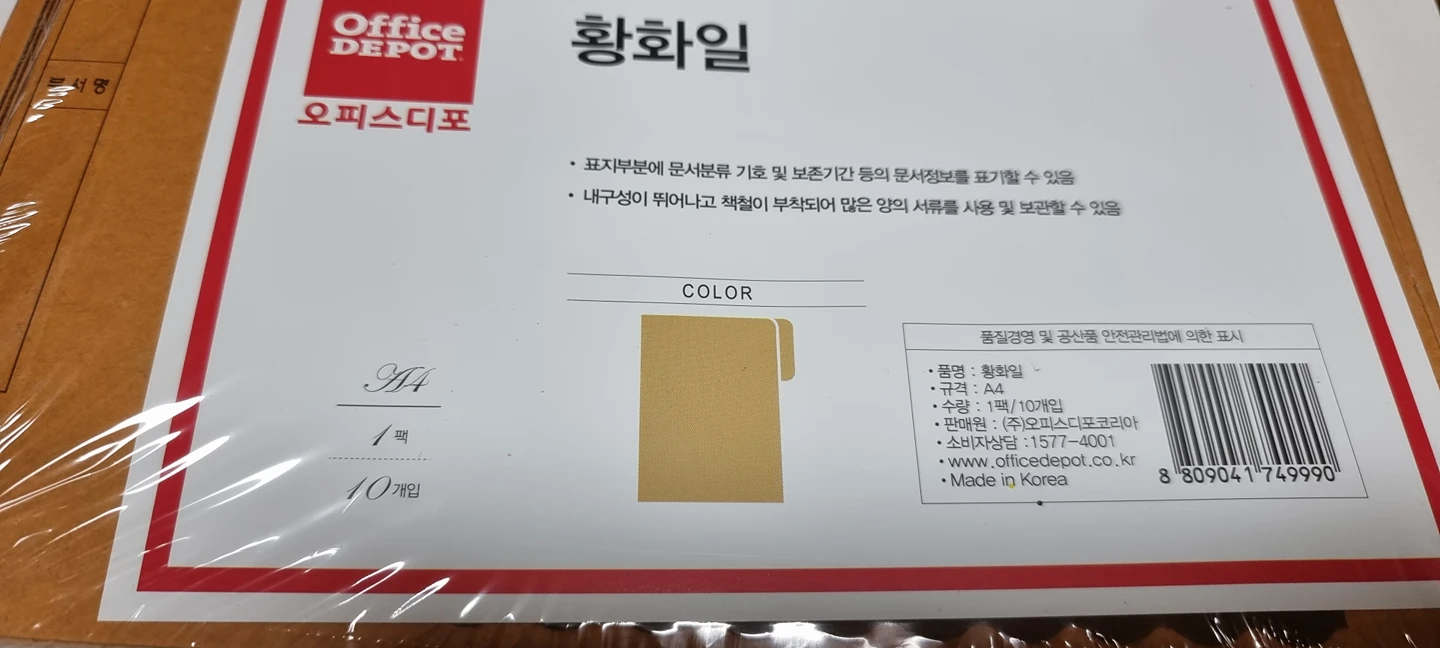 Office
DEPOT
오피스디포
황화일
부서명
• 표지부분에 문서분류 기호 및 보존기간 등의 문서정보를 표기할 수 있음
• 내구성이 뛰어나고 책철이 부착되어 많은 양의 서류를 사용 및 보관할 수 있음
COLOR
A4
1팩
10개입
품질경영 및 공산품 안전관리법에 의한 표시
• 품명 : 황화일
• 규격 : A4
• 수량 : 1팩/10개입
• 판매원 : (주)오피스디포코리아
• 소비자상담 :1577-4001
• www.officedepot.co.kr
• Made in Korea
8 809041 749990